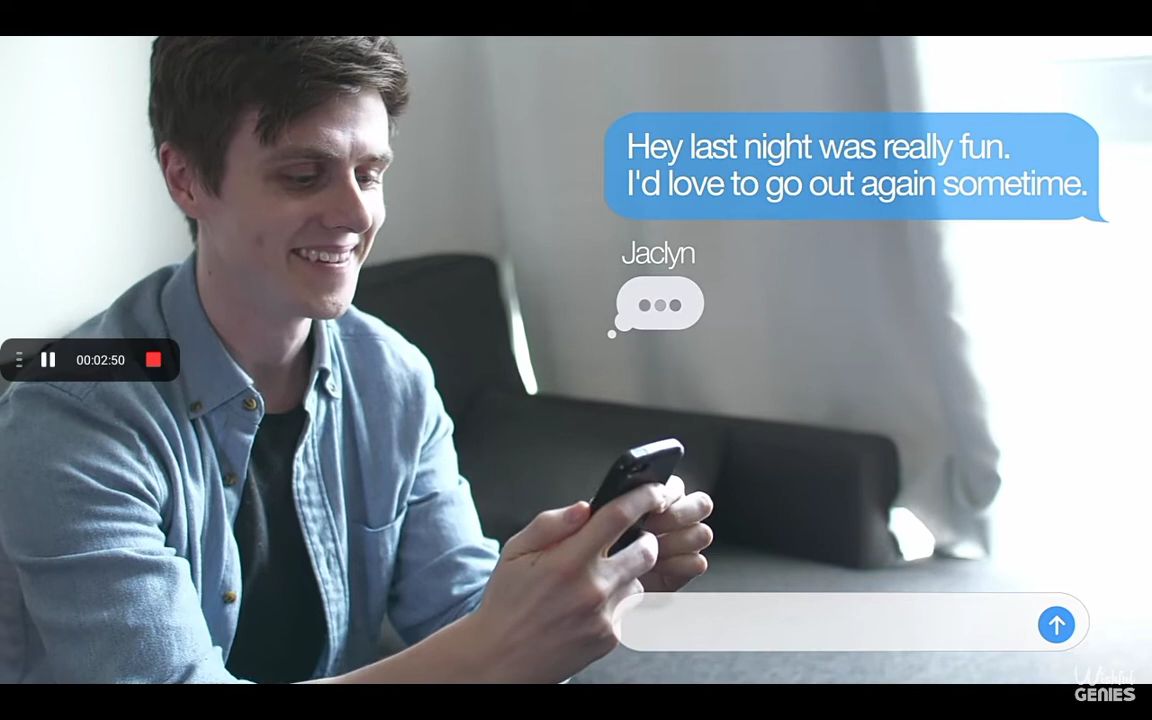 Hey last night was really fun.
I'd love to go out again sometime.
Jaclyn
00:02:50
GENIES